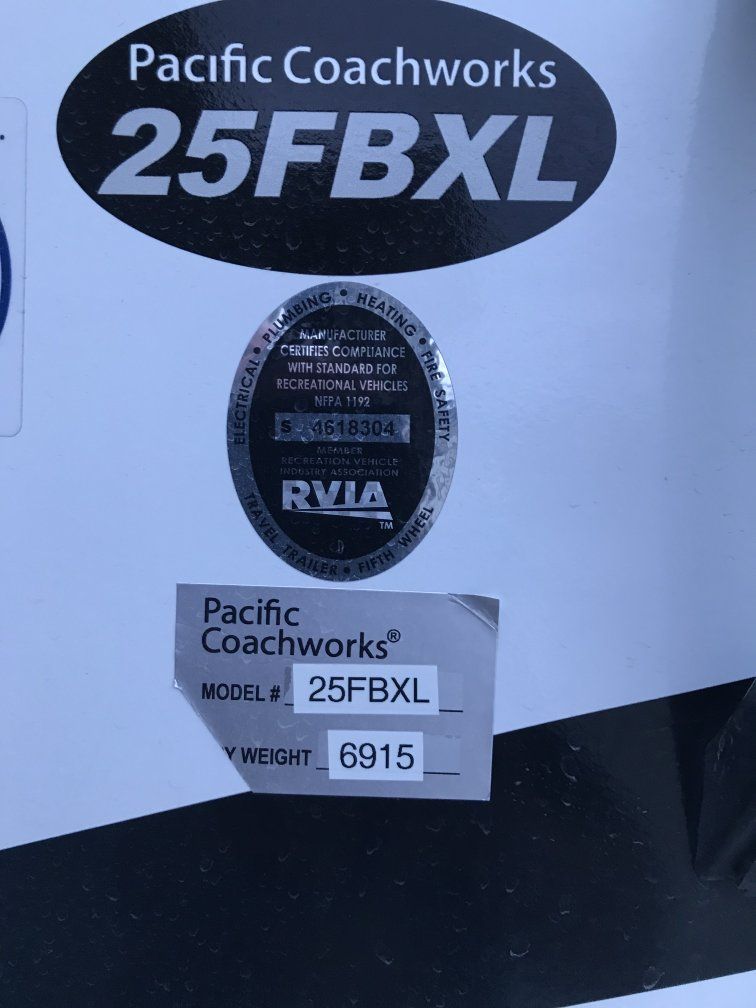 Pacific Coachworks
25FBXL
ELECTRICAL • PLUMBING • HEATING • FIRE SAFETY
MANUFACTURER
CERTIFIES COMPLIANCE
WITH STANDARD FOR
RECREATIONAL VEHICLES
NFPA 1192
S 4618304
MEMBER
RECREATION VEHICLE
INDUSTRY ASSOCIATION
RVIA
TM
TRAVEL TRAILER • FIFTH WHEEL
Pacific
Coachworks®
MODEL # 25FBXL
Y WEIGHT 6915